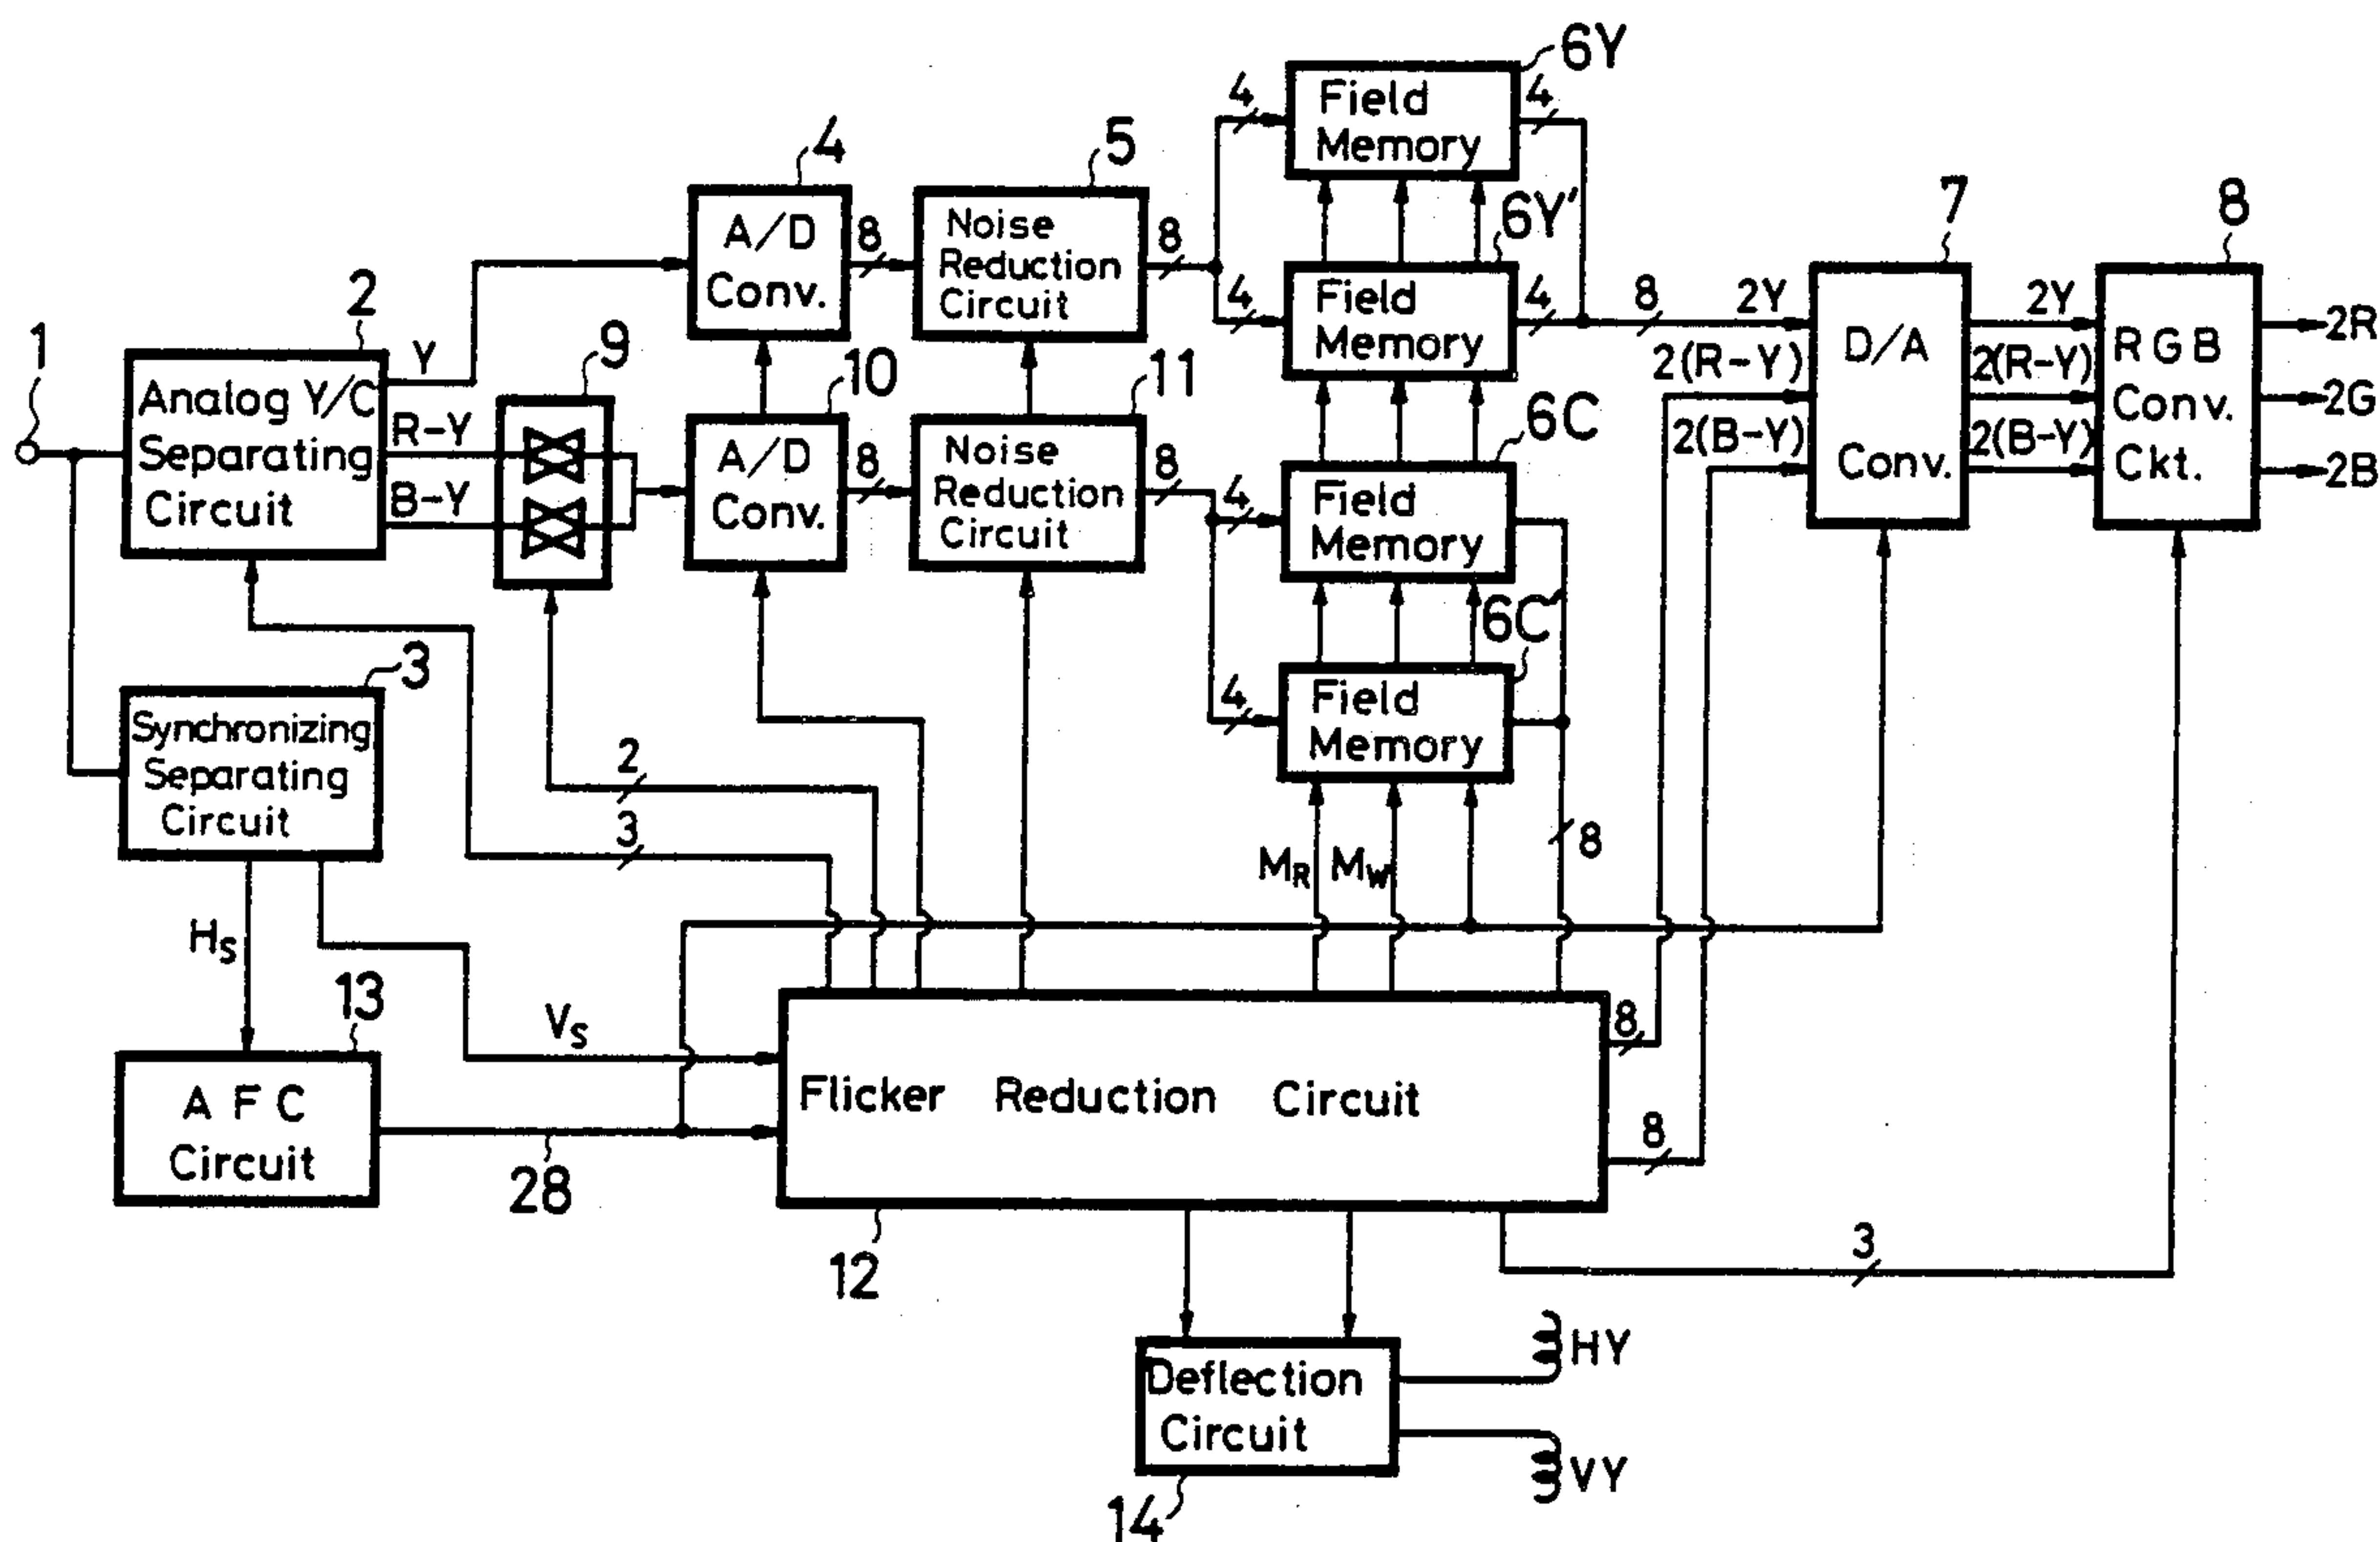 6Y
4
Field
Memory
4
4
5
6Y'
7
8
A/D
Conv.
8
Noise
Reduction
Circuit
8
4
Field
Memory
4
8
2Y
D/A
Conv.
2Y
RGB
Conv.
Ckt.
2R
2G
2B
2(R-Y)
2(B-Y)
2(R-Y)
2(B-Y)
1
2
Analog Y/C
Separating
Circuit
Y
R-Y
B-Y
9
10
A/D
Conv.
8
11
Noise
Reduction
Circuit
8
6C
4
Field
Memory
6C
4
Field
Memory
8
3
Synchronizing
Separating
Circuit
2
3
MR
MW
HS
VS
13
AFC
Circuit
28
Flicker Reduction Circuit
8
8
12
3
Deflection
Circuit
14
HY
VY